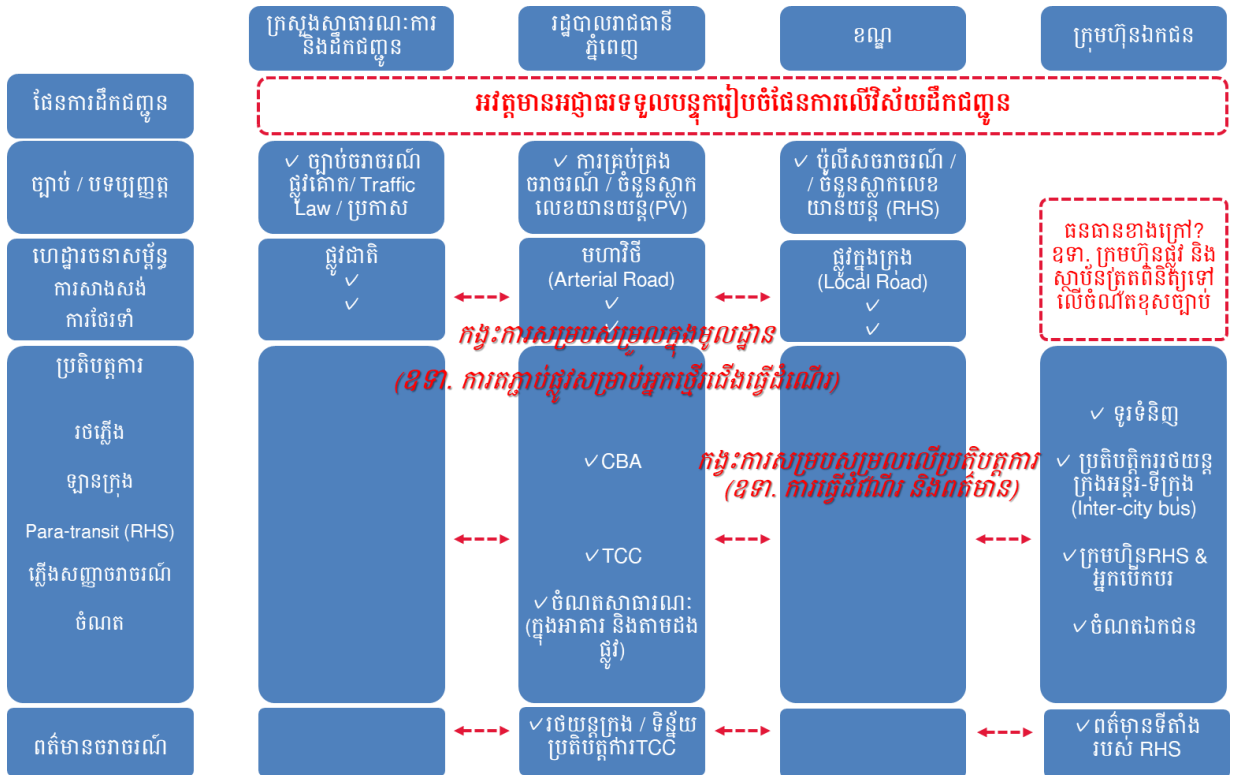 ក្រសួងសាធារណៈការ
និងដឹកជញ្ជូន
រដ្ឋបាលរាជធានី
ភ្នំពេញ
ខណ្ឌ
ក្រុមហ៊ុនឯកជន
ផែនការដឹកជញ្ជូន
អវត្តមានអជ្ញាធរទទួលបន្ទុករៀបចំផែនការលើវិស័យដឹកជញ្ជូន
ច្បាប់ / បទប្បញ្ញត្ត
✓ ច្បាប់ចរាចរណ៍
ផ្លូវគោក/ Traffic
Law / ប្រកាស
✓ ការគ្រប់គ្រង
ចរាចរណ៍ / ចំនួនស្លាក
លេខយានយន្ត(PV)
✓ ប៉ូលីសចរាចរណ៍ /
/ ចំនួនស្លាកលេខ
យានយន្ត (RHS)
ធនធានខាងក្រៅ?
ឧទា. ក្រុមហ៊ុនផ្លូវ និង
ស្ថាប័នត្រួតពិនិត្យទៅ
លើចំណតខុសច្បាប់
ហេដ្ឋារចនាសម្ព័ន្ធ
ការសាងសង់
ការថែរទាំ
ផ្លូវជាតិ
✓
✓
មហាវិថី
(Arterial Road)
✓
✓
ផ្លូវក្នុងក្រុង
(Local Road)
✓
✓
កង្វះការសម្របសម្រួលក្នុងមូលដ្ឋាន
(ឧទា. ការតភ្ជាប់ផ្លូវសម្រាប់អ្នកថ្មើរជើងធ្វើដំណើរ)
ប្រតិបត្តការ
រថភ្លើង
ឡានក្រុង
Para-transit (RHS)
ភ្លើងសញ្ញាចរាចរណ៍
ចំណត
✓ CBA
✓ TCC
✓ ចំណតសាធារណៈ
(ក្នុងអាគារ និងតាមដង
ផ្លូវ)
កង្វះការសម្របសម្រួលលើប្រតិបត្តការ
(ឧទា. ការធ្វើដំណើរ និងពត៌មាន)
✓ ទូរទំនិញ
✓ ប្រតិបត្តិកររថយន្ត
ក្រុងអន្តរ-ទីក្រុង
(Inter-city bus)
✓ ក្រុមហ៊ិនRHS &
អ្នកបើកបរ
✓ ចំណតឯកជន
ពត៌មានចរាចរណ៍
✓ រថយន្តក្រុង / ទិន្ន័យ
ប្រតិបត្តការTCC
✓ ពត៌មានទីតាំង
របស់ RHS